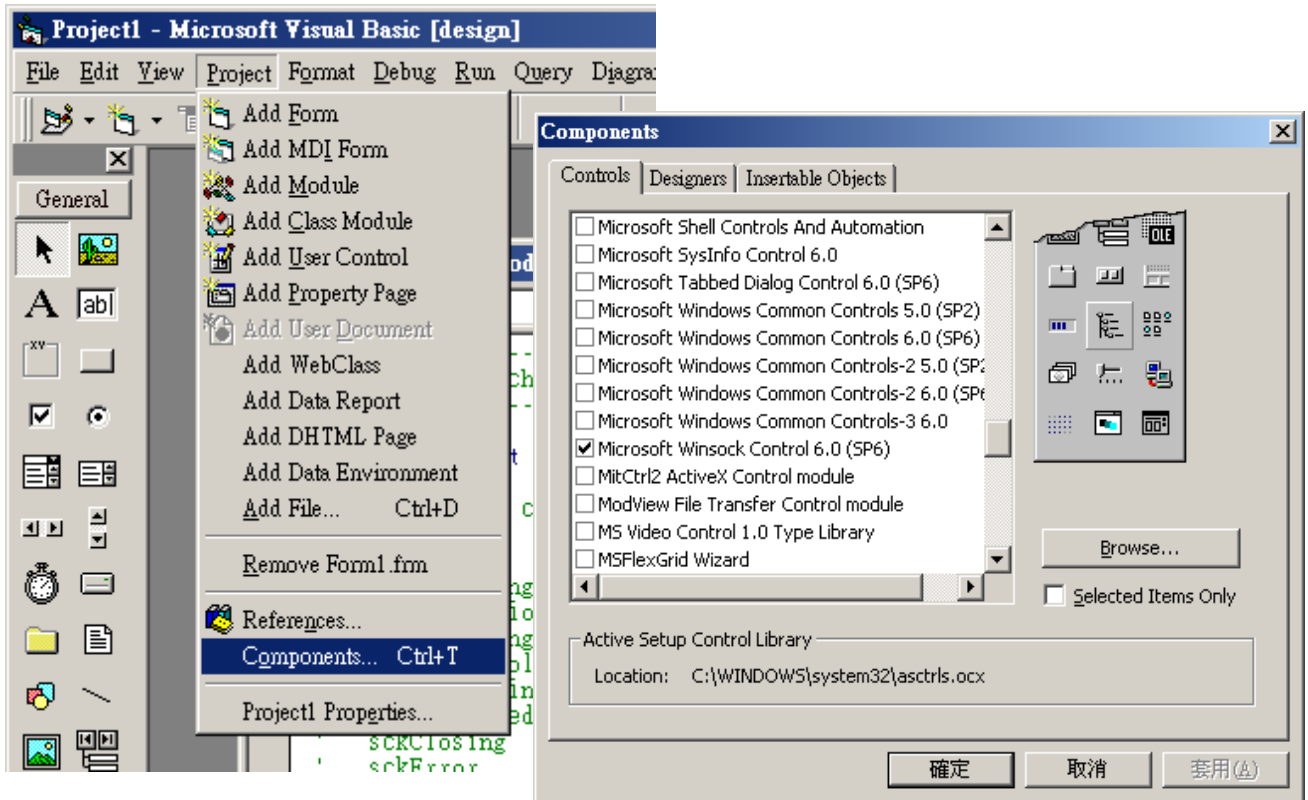 Project1 - Microsoft Visual Basic [design]
File Edit View Project Format Debug Run Query
General
A
ab|
XY
Add Form
Add MDI Form
Add Module
Add Class Module
Add User Control
Add Property Page
Add User Document
Add WebClass
Add Data Report
Add DHTML Page
Add Data Environment
Add File... Ctrl+D
Remove Form1.frm
References...
Components... Ctrl+T
Project1 Properties...
sckClosing
sckError
Components
Controls Designers Insertable Objects
Microsoft Shell Controls And Automation
Microsoft SysInfo Control 6.0
Microsoft Tabbed Dialog Control 6.0 (SP6)
Microsoft Windows Common Controls 5.0 (SP2)
Microsoft Windows Common Controls 6.0 (SP6)
Microsoft Windows Common Controls-2 5.0 (SP2
Microsoft Windows Common Controls-2 6.0 (SP6
Microsoft Windows Common Controls-3 6.0
Microsoft Winsock Control 6.0 (SP6)
MitCtrl2 ActiveX Control module
ModView File Transfer Control module
MS Video Control 1.0 Type Library
MSFlexGrid Wizard
OLE
Browse...
Selected Items Only
Active Setup Control Library
Location: C:\WINDOWS\system32\asctrls.ocx
確定 取消 套用(A)